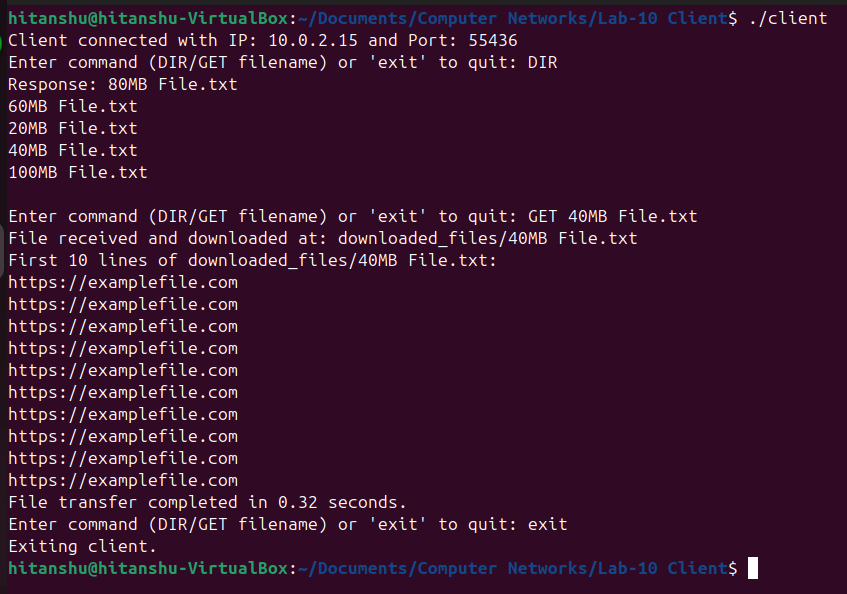 hitanshu@hitanshu-VirtualBox:~/Documents/Computer Networks/Lab-10 Client$ ./client
Client connected with IP: 10.0.2.15 and Port: 55436
Enter command (DIR/GET filename) or 'exit' to quit: DIR
Response: 80MB File.txt
60MB File.txt
20MB File.txt
40MB File.txt
100MB File.txt

Enter command (DIR/GET filename) or 'exit' to quit: GET 40MB File.txt
File received and downloaded at: downloaded_files/40MB File.txt
First 10 lines of downloaded_files/40MB File.txt:
https://examplefile.com
https://examplefile.com
https://examplefile.com
https://examplefile.com
https://examplefile.com
https://examplefile.com
https://examplefile.com
https://examplefile.com
https://examplefile.com
https://examplefile.com
File transfer completed in 0.32 seconds.
Enter command (DIR/GET filename) or 'exit' to quit: exit
Exiting client.
hitanshu@hitanshu-VirtualBox:~/Documents/Computer Networks/Lab-10 Client$